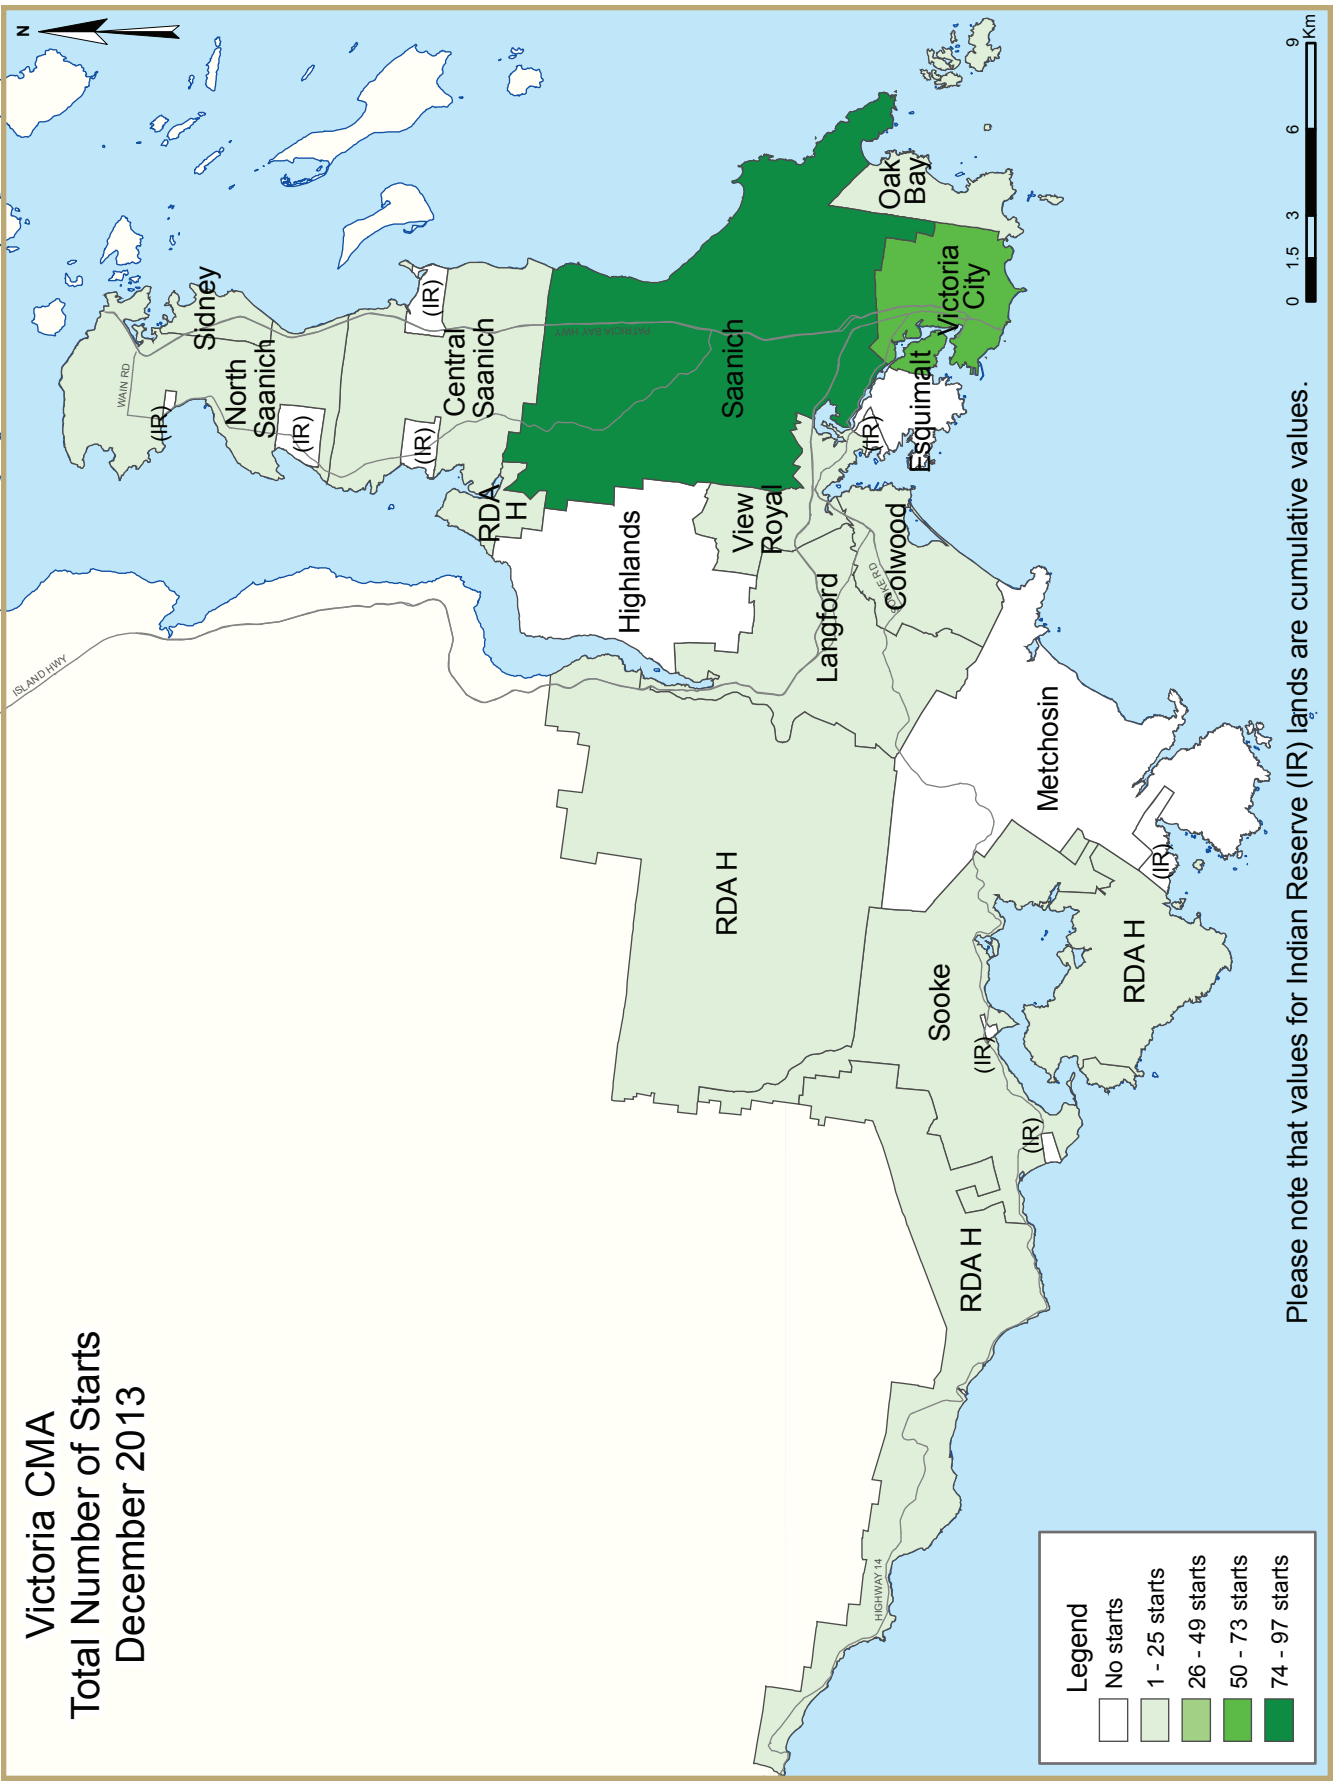 Victoria CMA
Total Number of Starts
December 2013
N
ISLAND HWY
WAIN RD
(IR)
North
Saanich
Sidney
(IR)
(IR)
Central
Saanich
(IR)
RDA
H
PATRICIA BAY HWY
Saanich
Highlands
View
Royal
Langford
Colwood
(IR)
Esquimalt
Victoria
City
Oak
Bay
RDA H
Metchosin
(IR)
RDA H
Sooke
(IR)
(IR)
RDA H
HIGHWAY 14
Legend
No starts
1 - 25 starts
26 - 49 starts
50 - 73 starts
74 - 97 starts
Please note that values for Indian Reserve (IR) lands are cumulative values.
0 1.5 3 6 9
Km